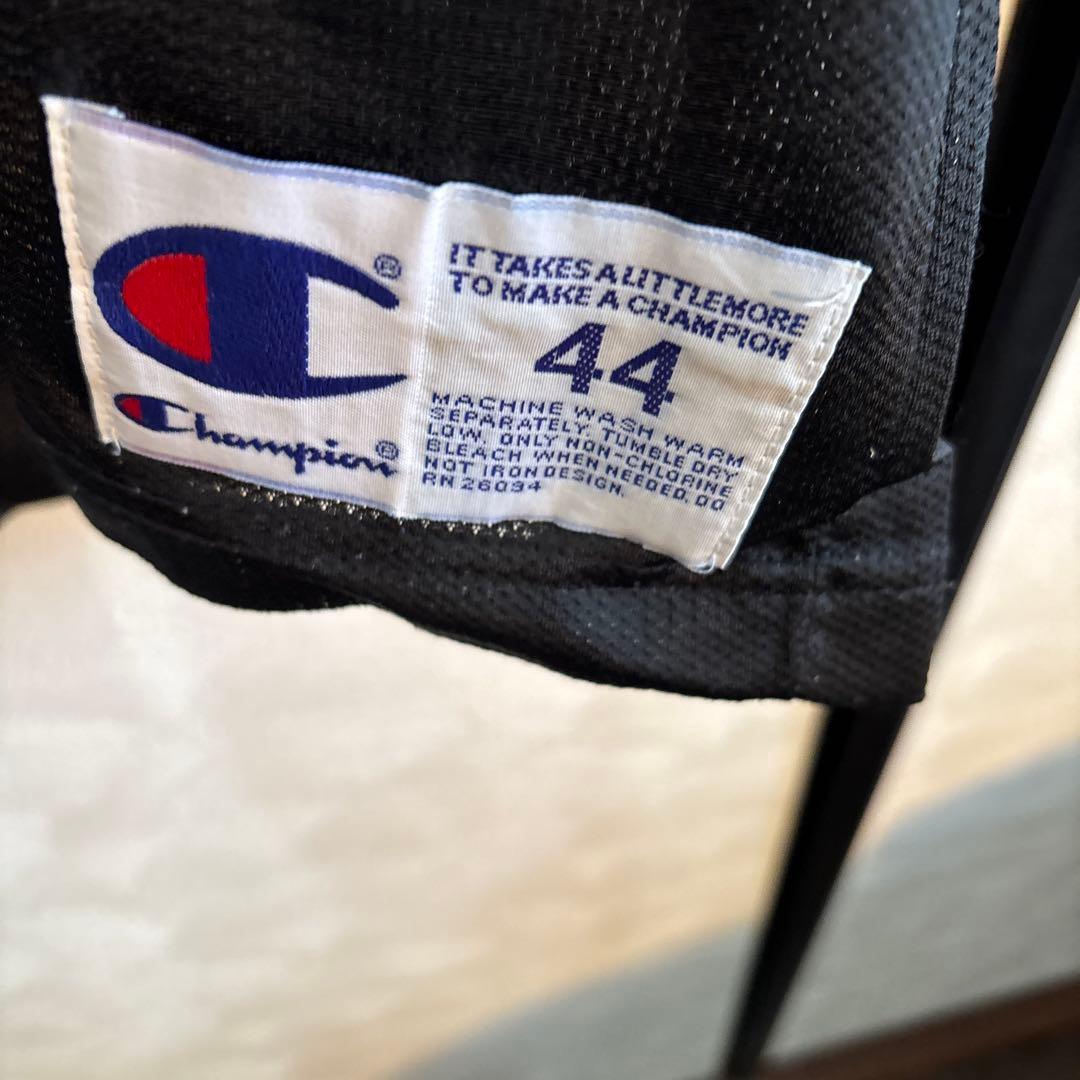 ®
Champion®
IT TAKES A LITTLE MORE
TO MAKE A CHAMPION
44
MACHINE WASH WARM
SEPARATELY, TUMBLE DRY
LOW, ONLY NON-CHLORINE
BLEACH WHEN NEEDED. DO
NOT IRON DESIGN.
RN 26094